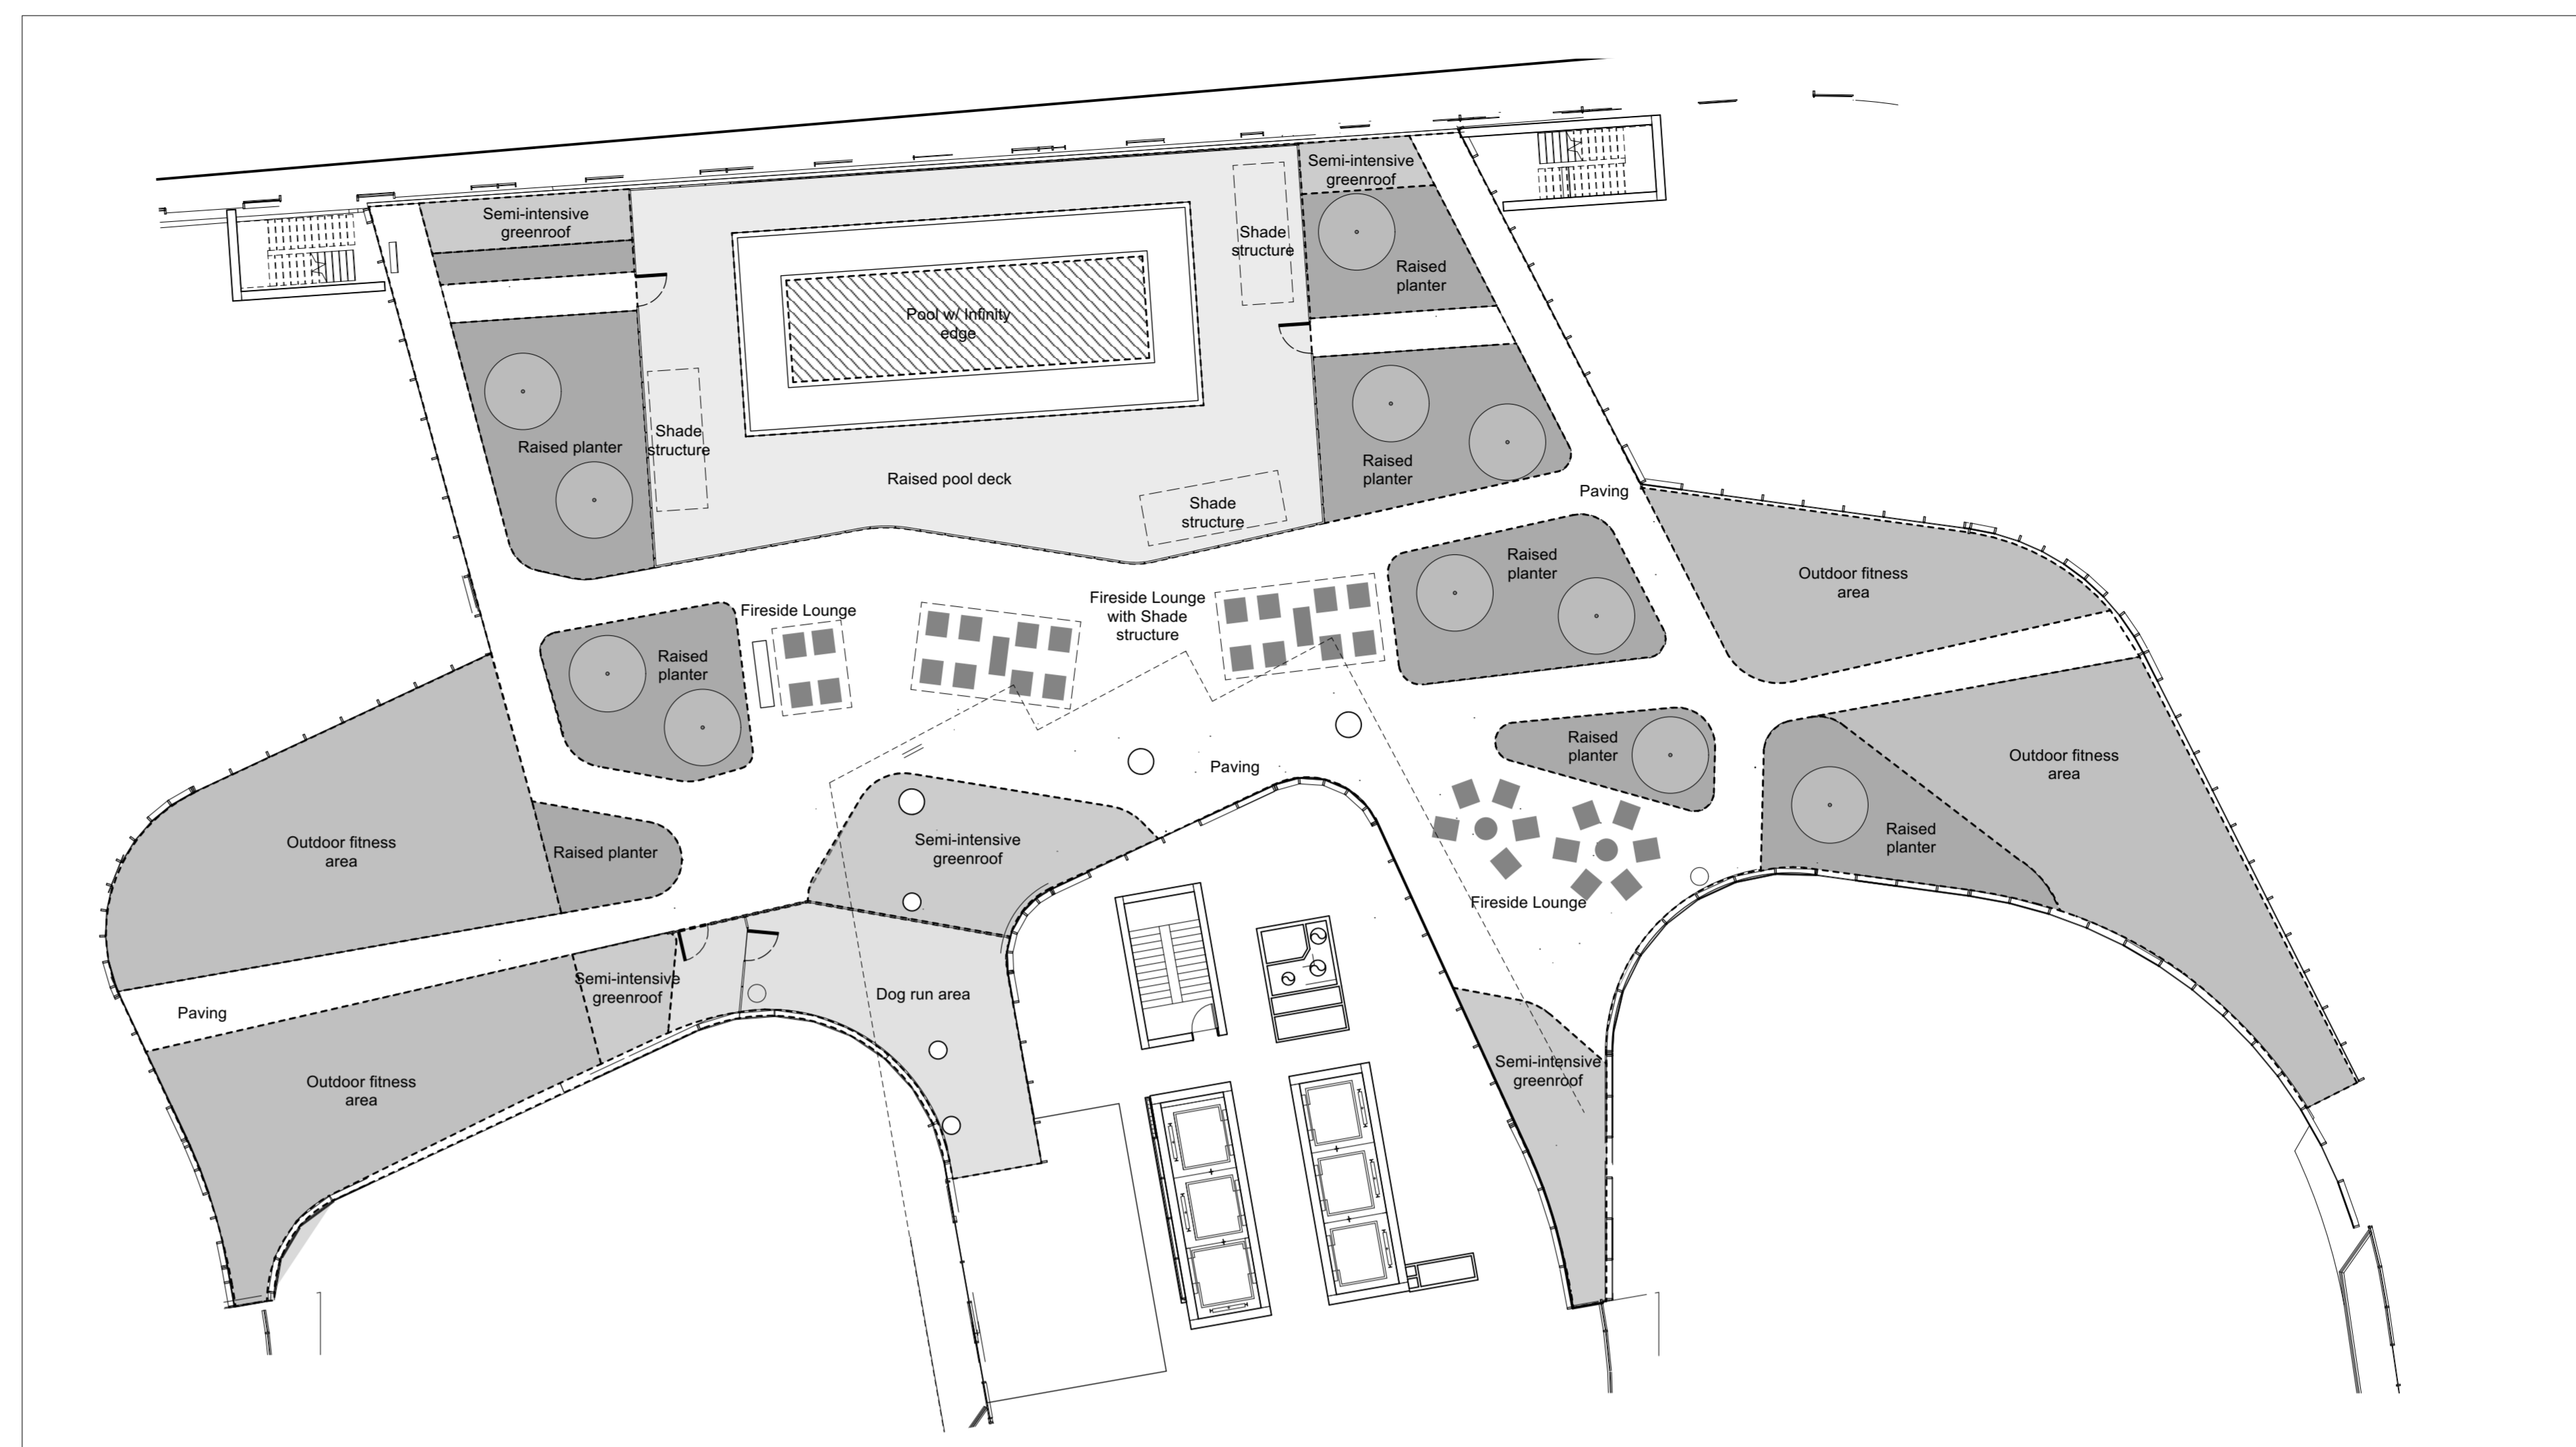 Semi-intensive
greenroof
Semi-intensive
greenroof
Shade
structure
Raised
planter
Pool w/ Infinity
edge
Raised planter
Shade
structure
Raised pool deck
Raised
planter
Shade
structure
Paving
Raised
planter
Outdoor fitness
area
Fireside Lounge
Fireside Lounge
with Shade
structure
Raised
planter
Raised
planter
Outdoor fitness
area
Paving
Outdoor fitness
area
Raised planter
Semi-intensive
greenroof
Raised
planter
Fireside Lounge
Semi-intensive
greenroof
Dog run area
Paving
Outdoor fitness
area
Semi-intensive
greenroof